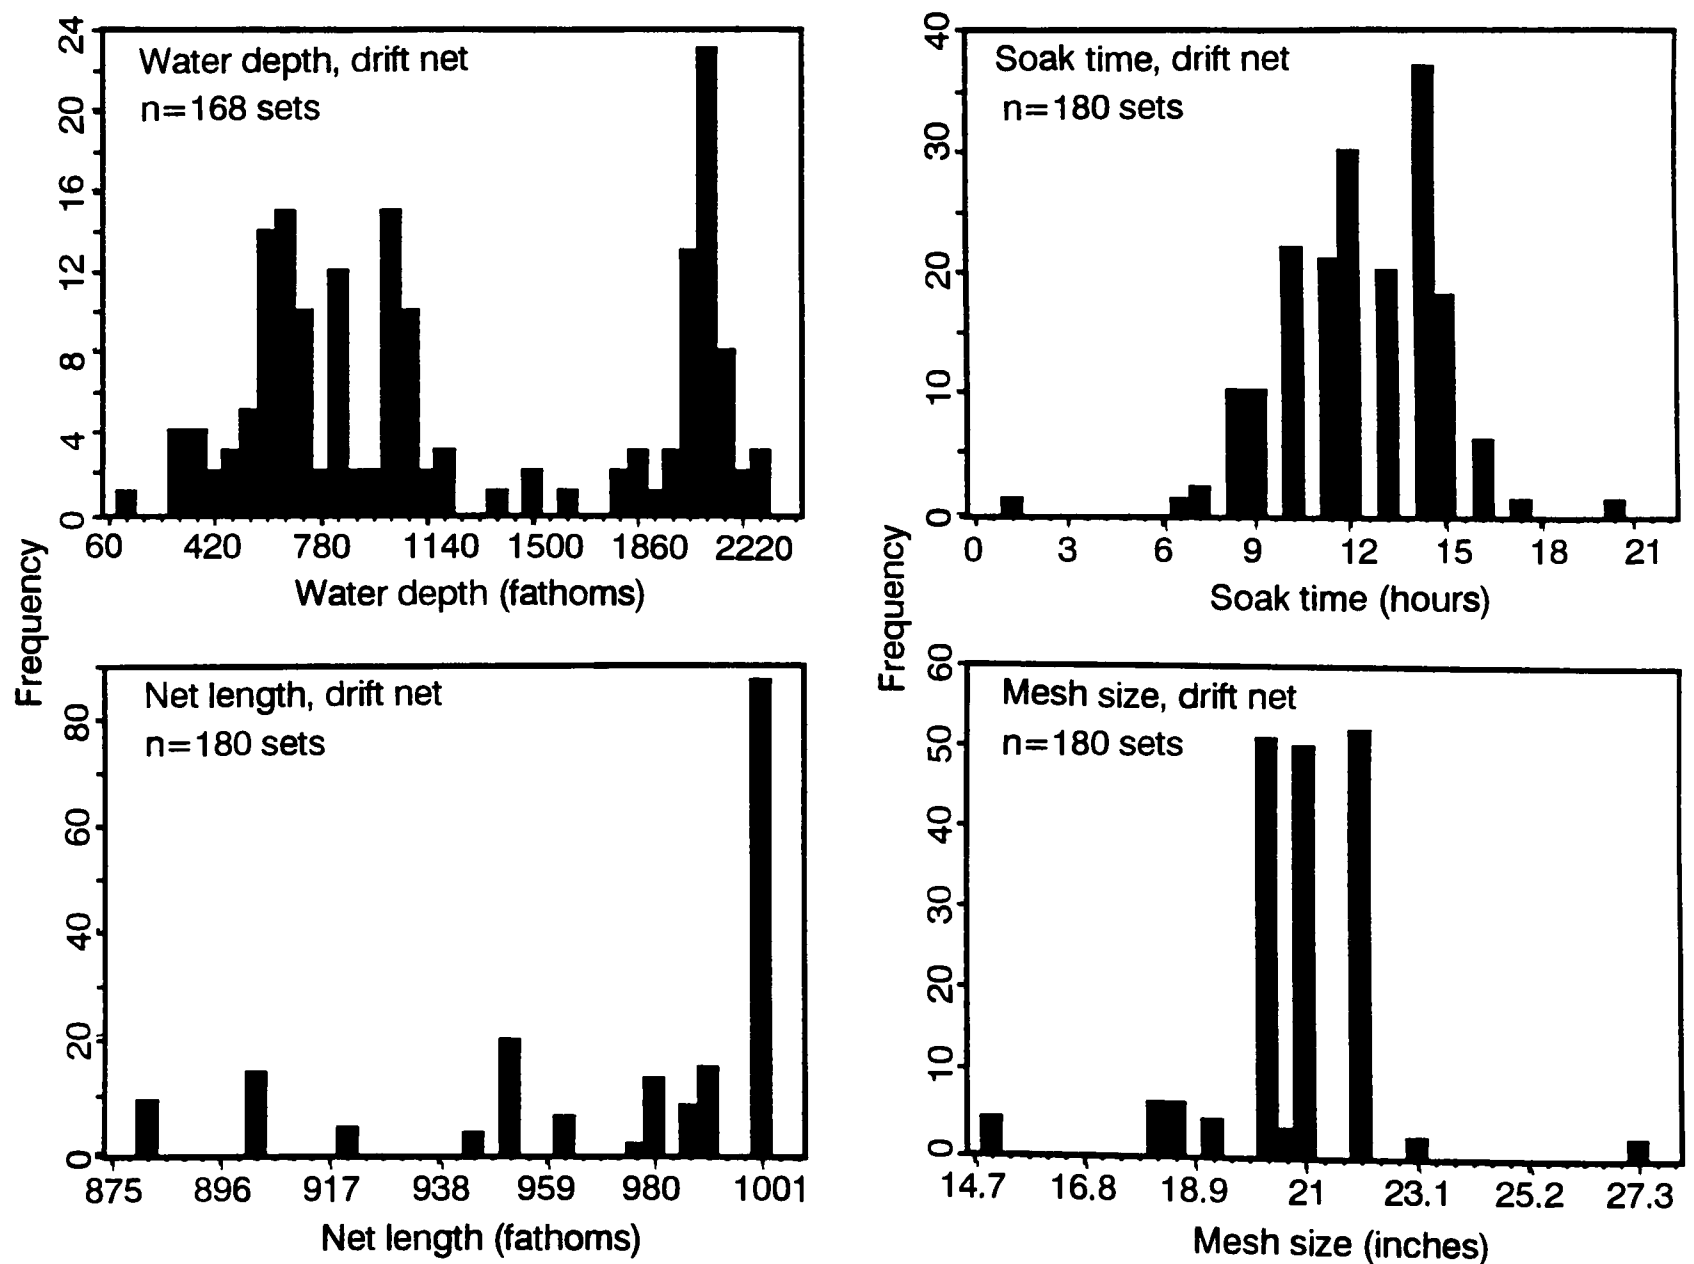 Water depth, drift net
n=168 sets
24
20
16
12
8
4
0
60 420 780 1140 1500 1860 2220
Water depth (fathoms)
Frequency
Soak time, drift net
n=180 sets
40
30
20
10
0
0 3 6 9 12 15 18 21
Soak time (hours)
Frequency
Net length, drift net
n=180 sets
80
60
40
20
0
875 896 917 938 959 980 1001
Net length (fathoms)
Mesh size, drift net
n=180 sets
60
50
40
30
20
10
0
14.7 16.8 18.9 21 23.1 25.2 27.3
Mesh size (inches)